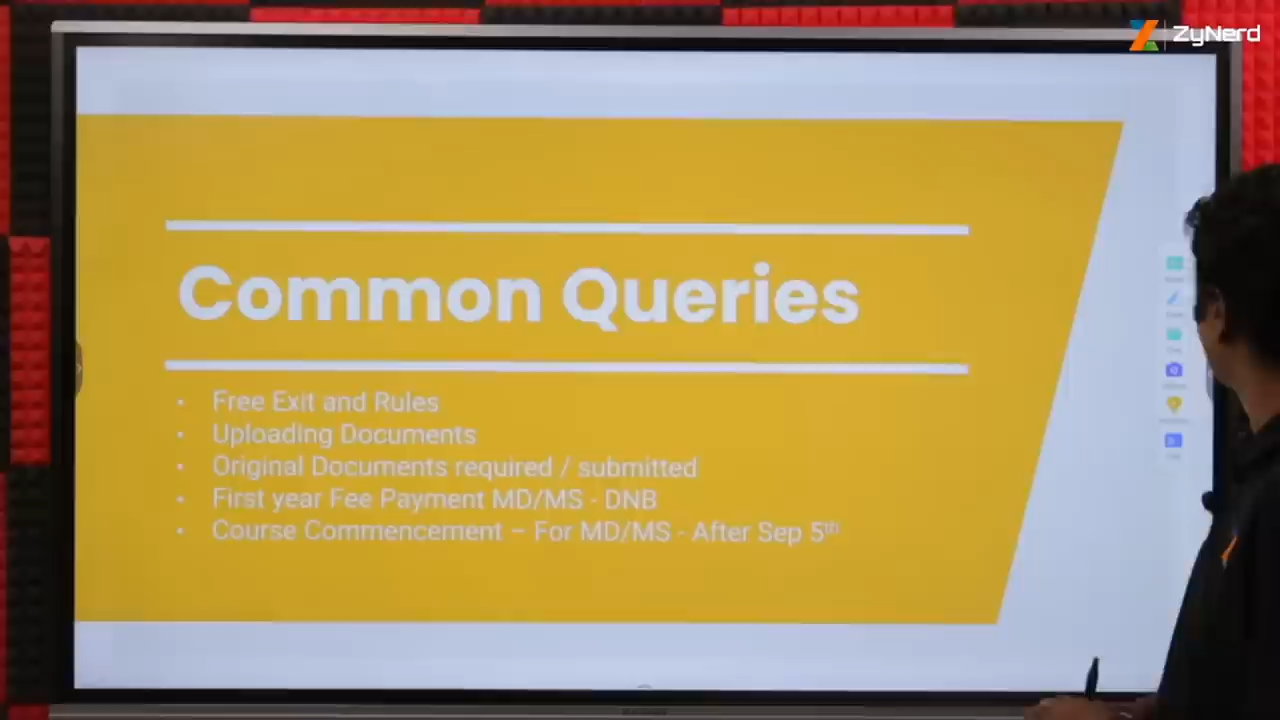 ZyNerd
Common Queries
• Free Exit and Rules
• Uploading Documents
• Original Documents required / submitted
• First year Fee Payment MD/MS - DNB
• Course Commencement – For MD/MS - After Sep 5th